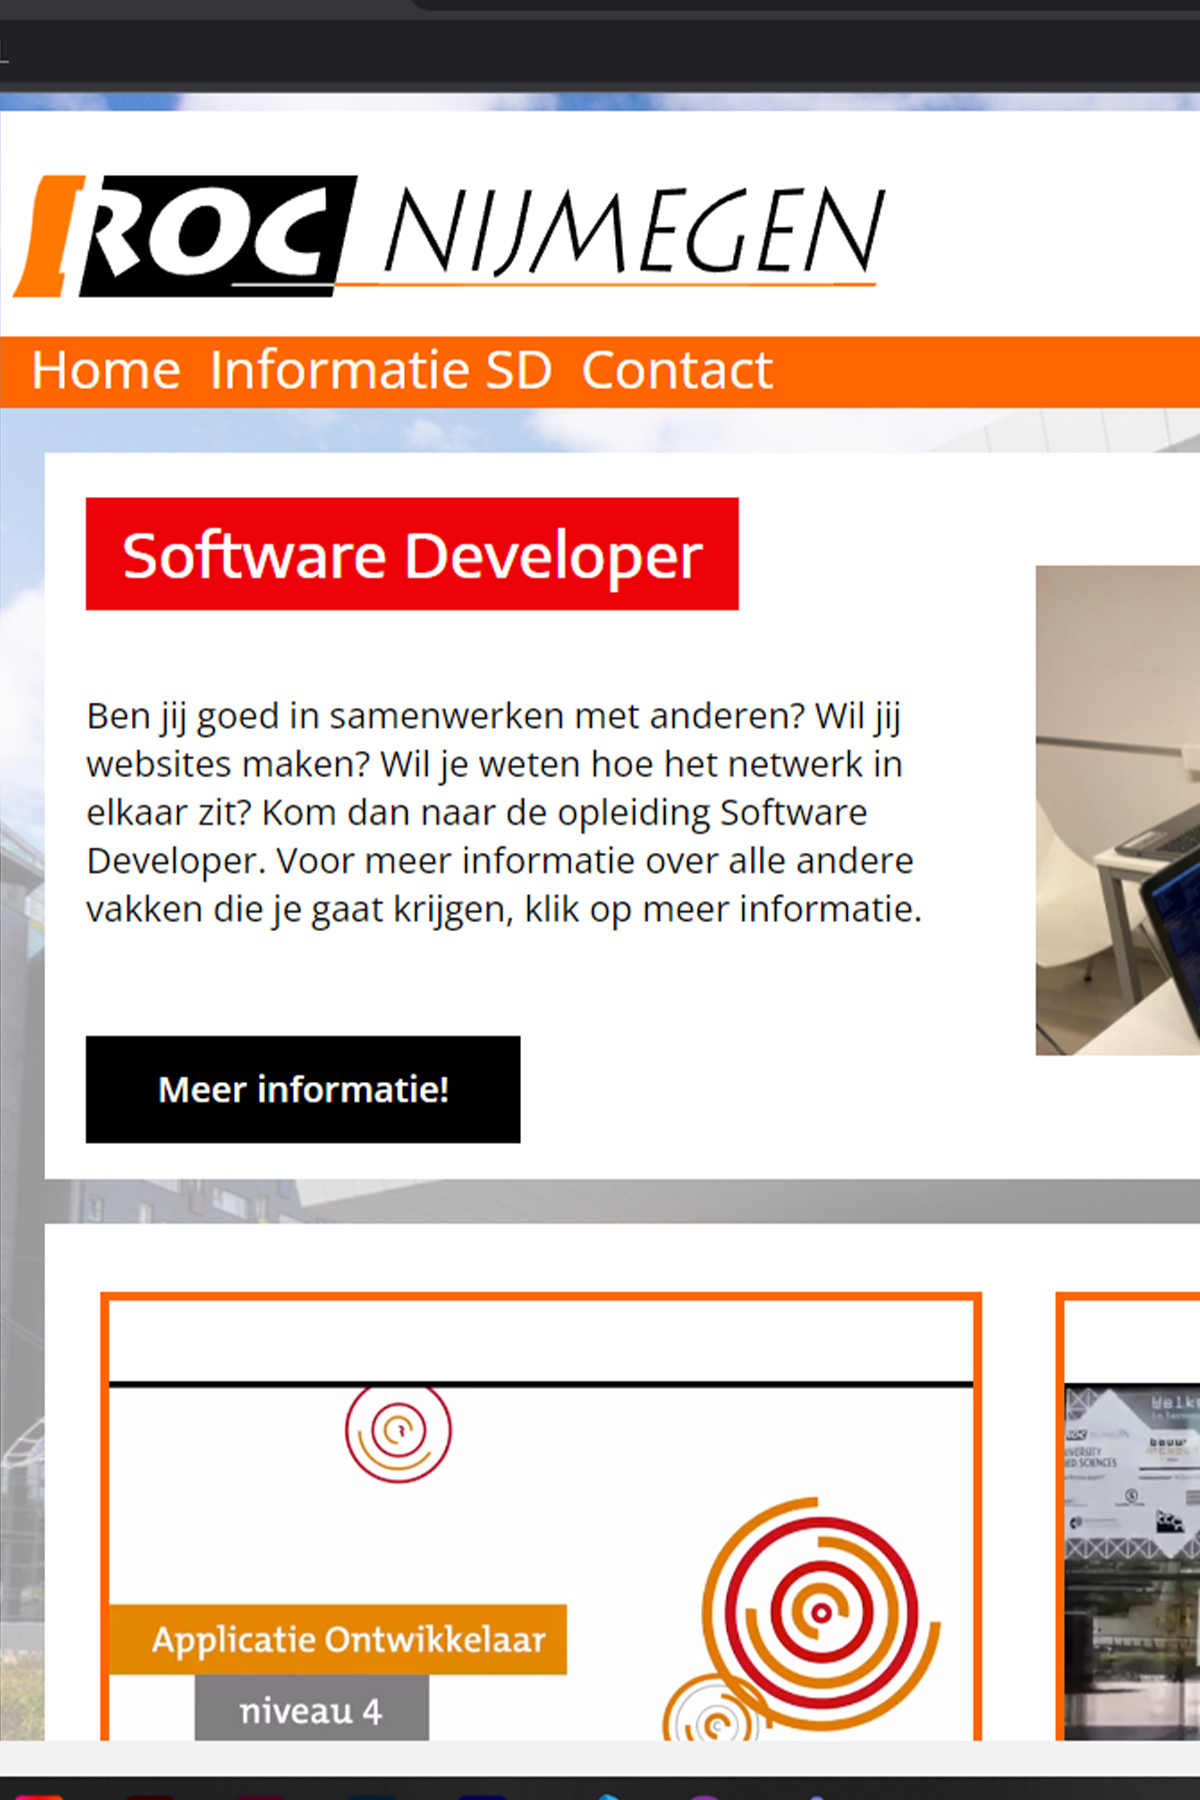 ROC NIJMEGEN
Home Informatie SD Contact
Software Developer
Ben jij goed in samenwerken met anderen? Wil jij
websites maken? Wil je weten hoe het netwerk in
elkaar zit? Kom dan naar de opleiding Software
Developer. Voor meer informatie over alle andere
vakken die je gaat krijgen, klik op meer informatie.
Meer informatie!
Applicatie Ontwikkelaar
niveau 4